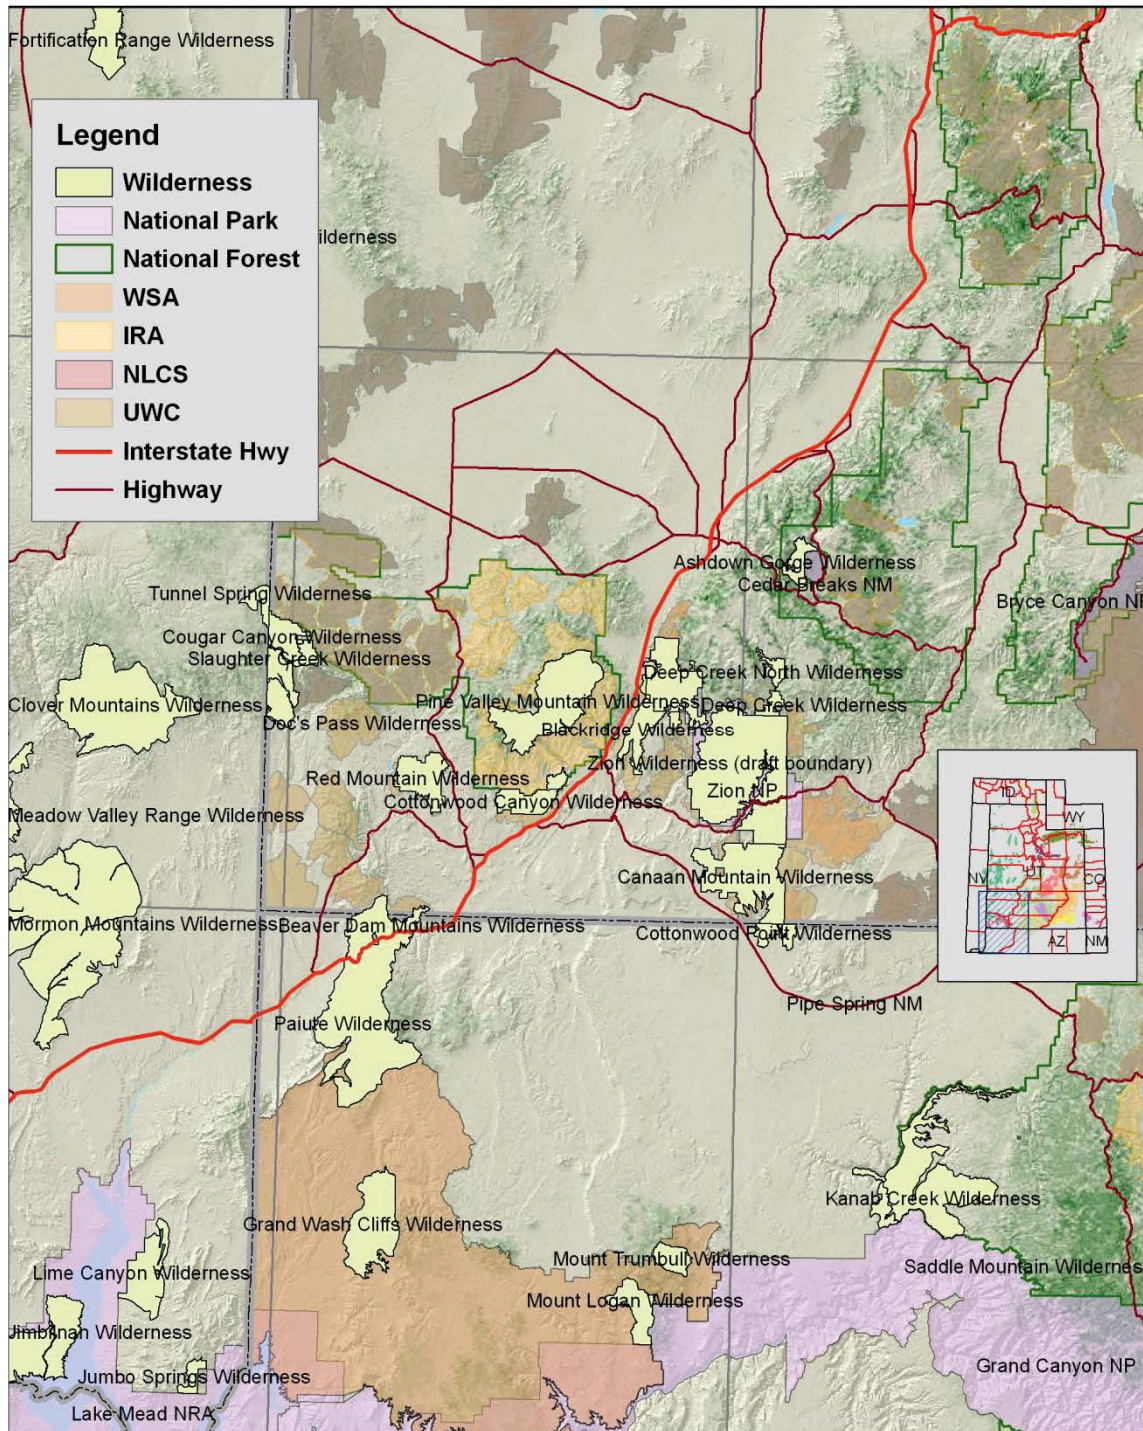 Fortification Range Wilderness
Legend
Wilderness
National Park
National Forest
WSA
IRA
NLCS
UWC
Interstate Hwy
Highway
ilderness
Ashdown Gorge Wilderness
Cedar Breaks NM
Tunnel Spring Wilderness
Bryce Canyon NP
Cougar Canyon Wilderness
Slaughter Creek Wilderness
Deep Creek North Wilderness
Clover Mountains Wilderness
Pine Valley Mountain Wilderness
Deep Creek Wilderness
Doc's Pass Wilderness
Blackridge Wilderness
Zion Wilderness (draft boundary)
Red Mountain Wilderness
Zion NP
Cottonwood Canyon Wilderness
Meadow Valley Range Wilderness
ID
WY
NV
UT
CO
AZ
NM
Canaan Mountain Wilderness
Mormon Mountains Wilderness
Beaver Dam Mountains Wilderness
Cottonwood Point Wilderness
Pipe Spring NM
Paiute Wilderness
Kanab Creek Wilderness
Grand Wash Cliffs Wilderness
Mount Trumbull Wilderness
Saddle Mountain Wilderness
Lime Canyon Wilderness
Mount Logan Wilderness
Jimbilnah Wilderness
Grand Canyon NP
Jumbo Springs Wilderness
Lake Mead NRA